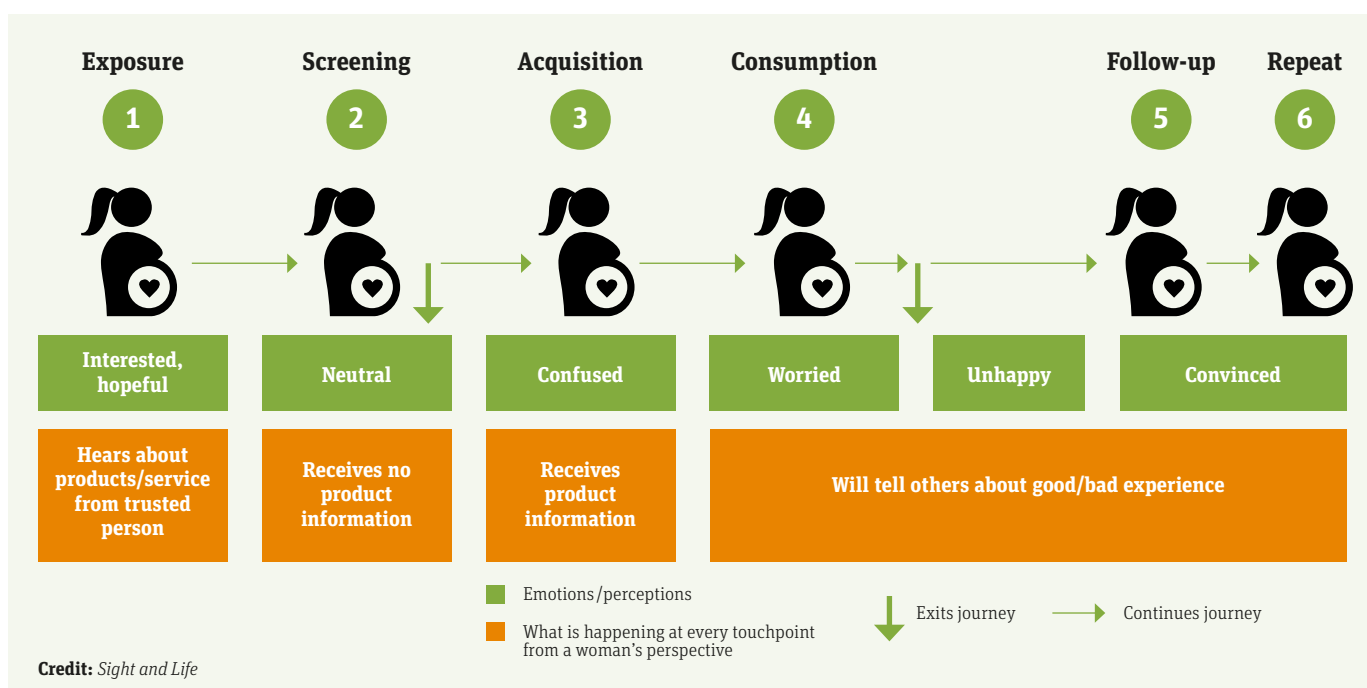 Exposure
Screening
Acquisition
Consumption
Follow-up
Repeat
1
2
3
4
5
6
Interested,
hopeful
Neutral
Confused
Worried
Unhappy
Convinced
Hears about
products/service
from trusted
person
Receives no
product
information
Receives
product
information
Will tell others about good/bad experience
Emotions/perceptions
What is happening at every touchpoint
from a woman's perspective
Exits journey
Continues journey
Credit: Sight and Life